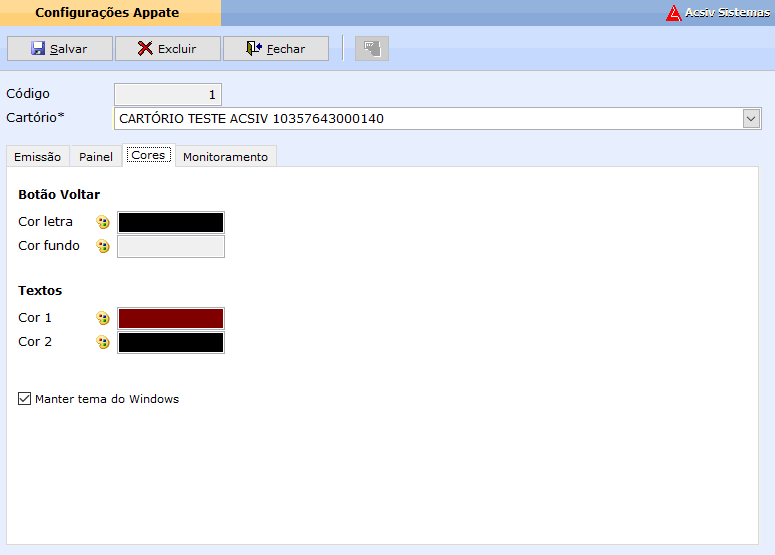 Configurações Appate
Acsiv Sistemas
Salvar
Excluir
Fechar
Código 1
Cartório* CARTÓRIO TESTE ACSIV 10357643000140
Emissão Painel Cores Monitoramento
Botão Voltar
Cor letra
Cor fundo
Textos
Cor 1
Cor 2
Manter tema do Windows